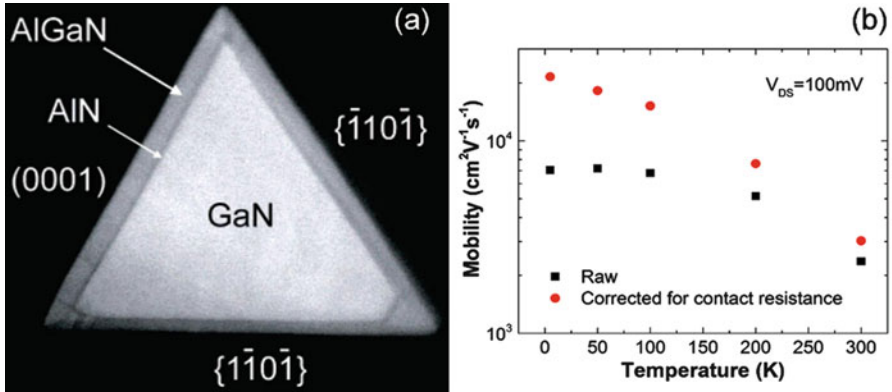 (a)
AlGaN
AlN
(0001)
GaN
{1̄101̄}
{11̄01̄}
(b)
V_DS=100mV
10⁴
10³
Mobility (cm²V⁻¹s⁻¹)
Raw
Corrected for contact resistance
0 50 100 150 200 250 300
Temperature (K)